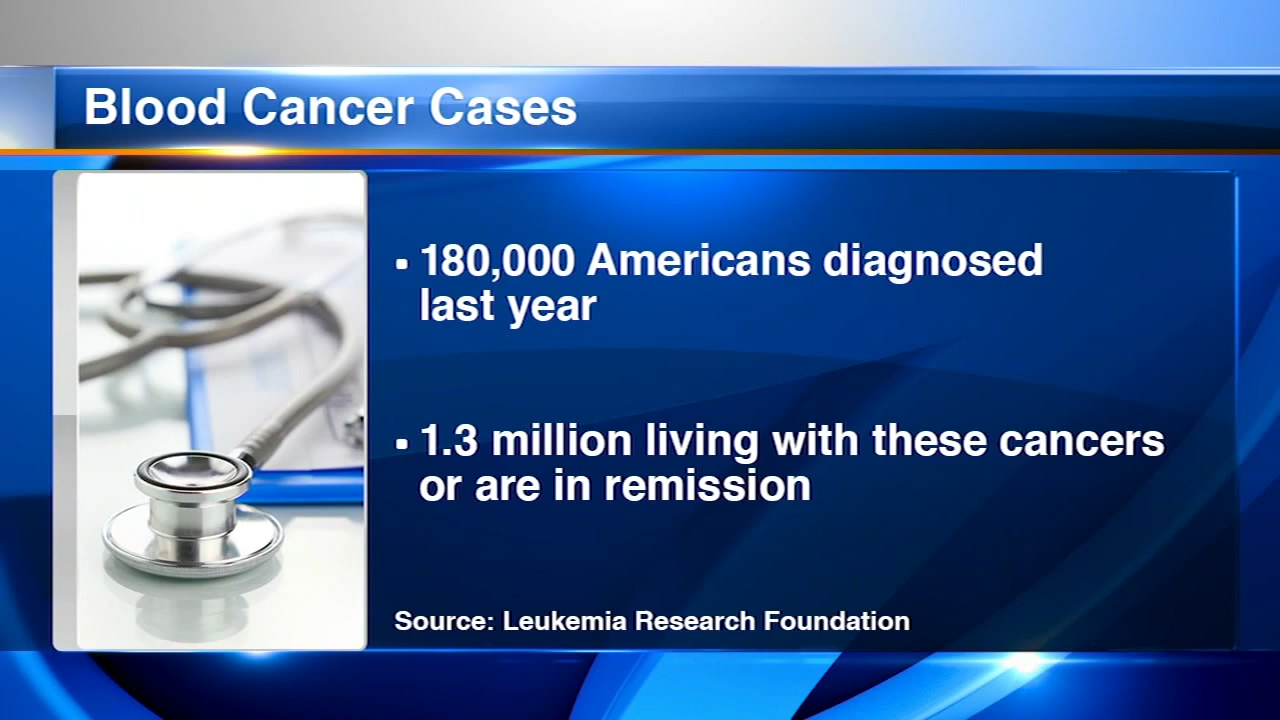 Blood Cancer Cases
▪ 180,000 Americans diagnosed
last year
▪ 1.3 million living with these cancers
or are in remission
Source: Leukemia Research Foundation